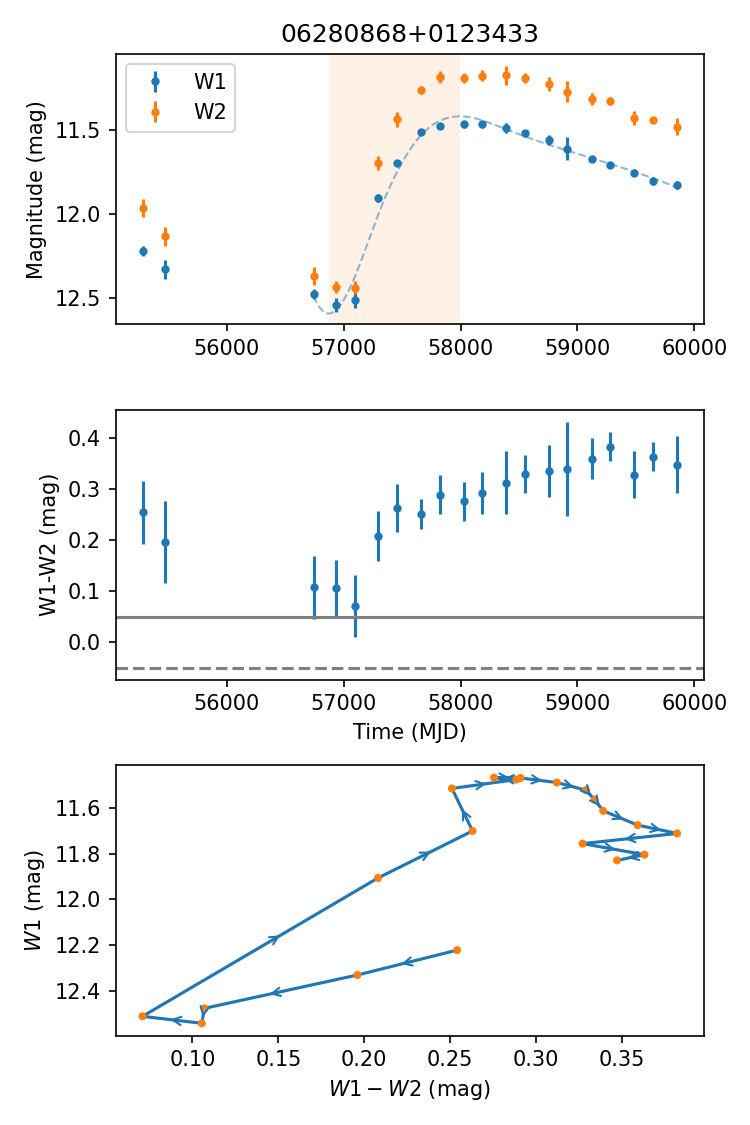 06280868+0123433
W1
W2
Magnitude (mag)
11.5
12.0
12.5
56000 57000 58000 59000 60000
W1-W2 (mag)
0.4
0.3
0.2
0.1
0.0
56000 57000 58000 59000 60000
Time (MJD)
W1 (mag)
11.6
11.8
12.0
12.2
12.4
0.10 0.15 0.20 0.25 0.30 0.35
W1 − W2 (mag)